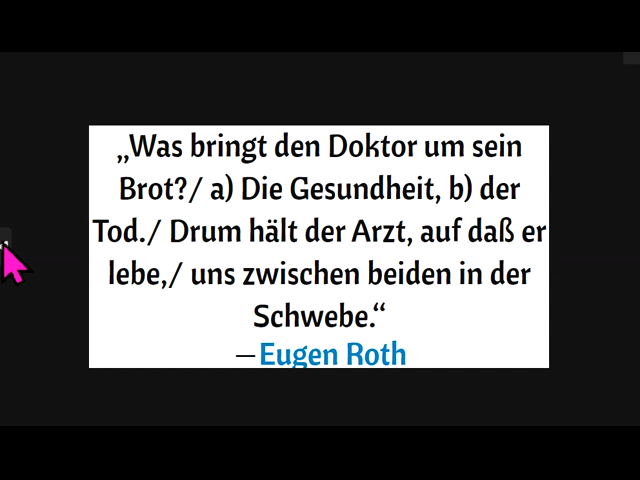 „Was bringt den Doktor um sein
Brot?/ a) Die Gesundheit, b) der
Tod./ Drum hält der Arzt, auf daß er
lebe,/ uns zwischen beiden in der
Schwebe.“
—Eugen Roth